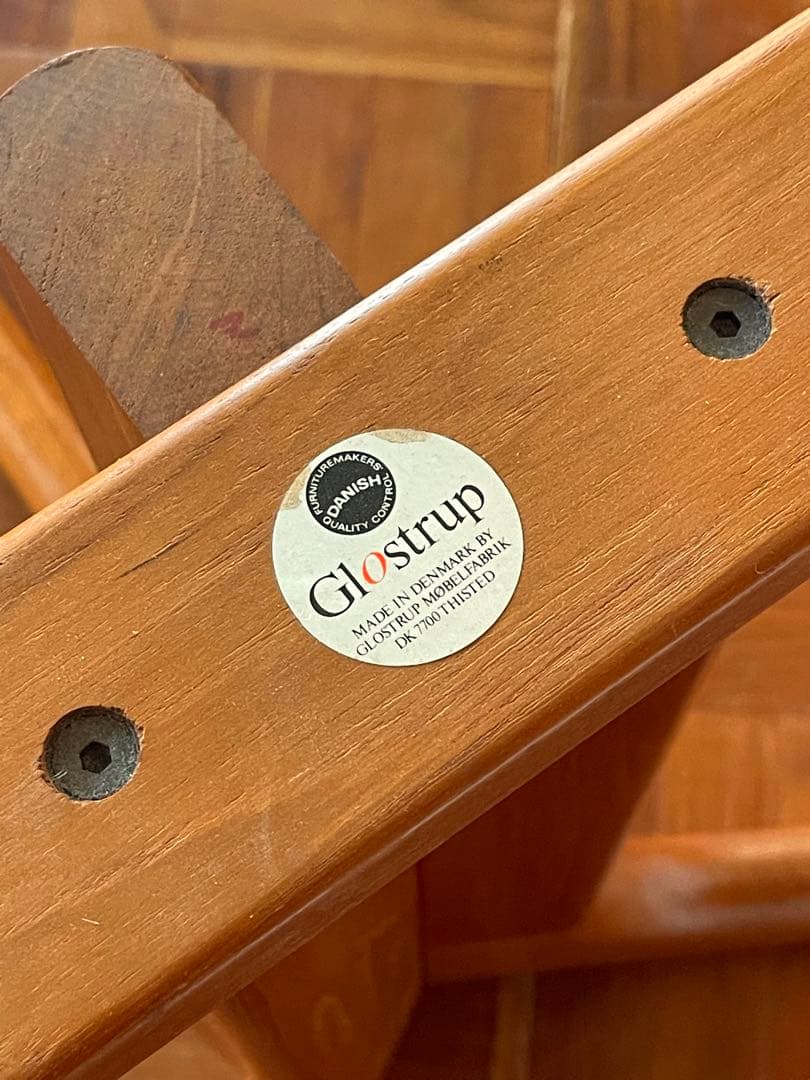 FURNITUREMAKERS'
DANISH
QUALITY CONTROL
Glostrup
MADE IN DENMARK BY
GLOSTRUP MØBELFABRIK
DK 7700 THISTED